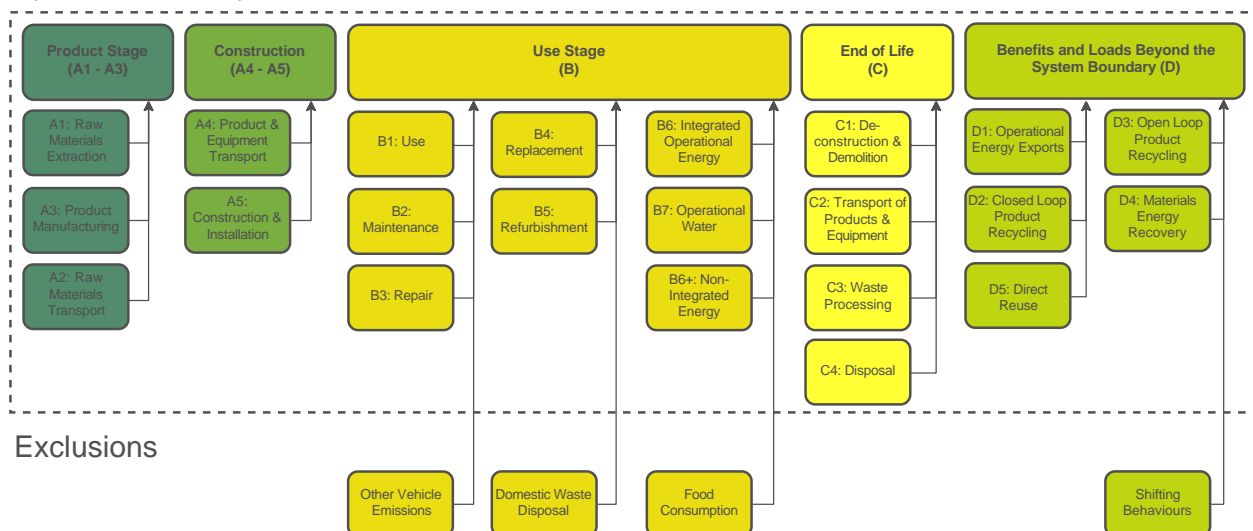 Product Stage
(A1 - A3)
Construction
(A4 - A5)
Use Stage
(B)
End of Life
(C)
Benefits and Loads Beyond the
System Boundary (D)
A1: Raw
Materials
Extraction
A4: Product &
Equipment
Transport
B1: Use
B4:
Replacement
B6: Integrated
Operational
Energy
C1: De-
construction &
Demolition
D1: Operational
Energy Exports
D3: Open Loop
Product
Recycling
A3: Product
Manufacturing
A5:
Construction &
Installation
B2:
Maintenance
B5:
Refurbishment
B7: Operational
Water
C2: Transport of
Products &
Equipment
D2: Closed Loop
Product
Recycling
D4: Materials
Energy
Recovery
A2: Raw
Materials
Transport
B3: Repair
B6+: Non-
Integrated
Energy
C3: Waste
Processing
D5: Direct
Reuse
C4: Disposal
Exclusions
Other Vehicle
Emissions
Domestic Waste
Disposal
Food
Consumption
Shifting
Behaviours